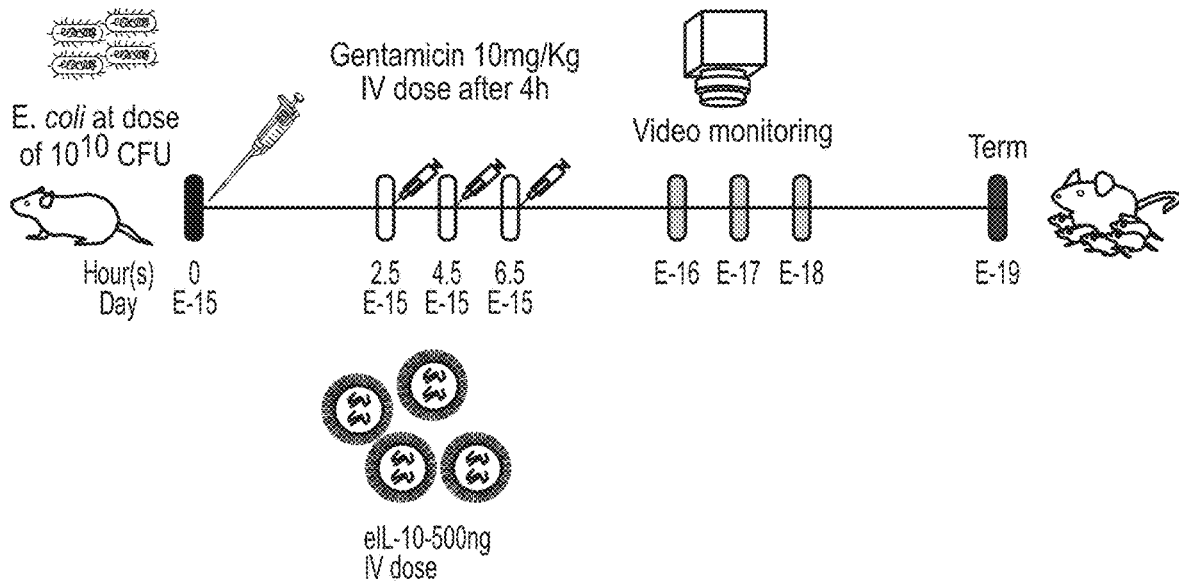 E. coli at dose
of 10¹⁰ CFU
Gentamicin 10mg/Kg
IV dose after 4h
Video monitoring
Term
Hour(s) 0 2.5 4.5 6.5
Day E-15 E-15 E-15 E-15 E-16 E-17 E-18 E-19
eIL-10-500ng
IV dose